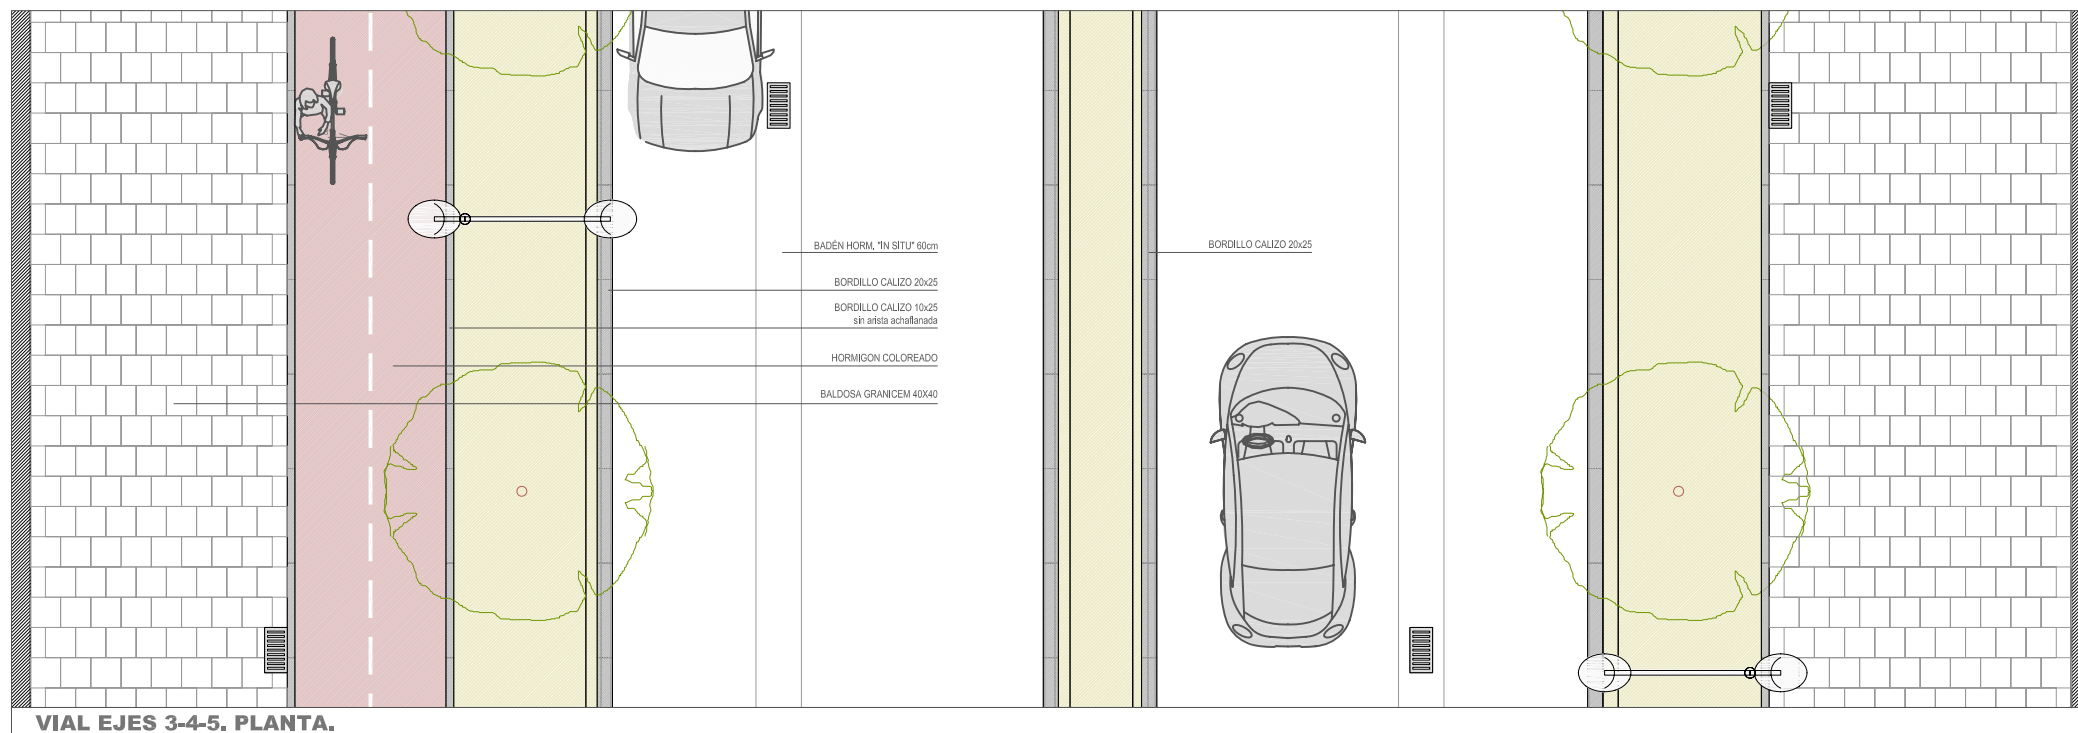 BADÉN HORM. "IN SITU" 60cm
BORDILLO CALIZO 20x25
BORDILLO CALIZO 20x25
BORDILLO CALIZO 10x25
sin arista achaflanada
HORMIGON COLOREADO
BALDOSA GRANICEM 40X40
VIAL EJES 3-4-5. PLANTA.